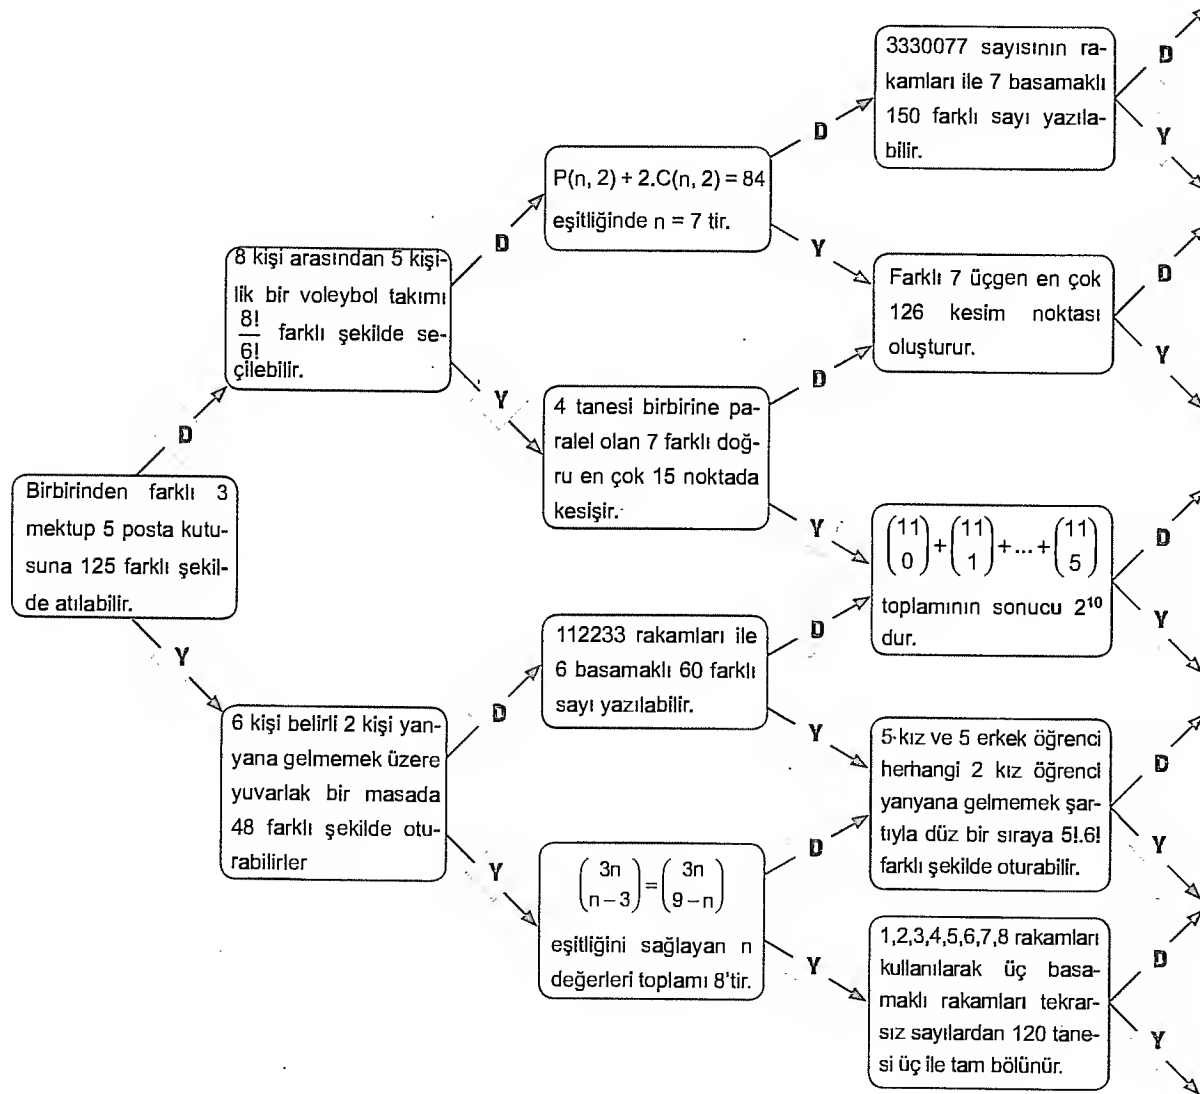 Birbirinden farklı 3
mektup 5 posta kutu-
suna 125 farklı şekil-
de atılabilir.
D
Y
8 kişi arasından 5 kişi-
lik bir voleybol takımı
8!/6! farklı şekilde se-
çilebilir.
D
Y
6 kişi belirli 2 kişi yan-
yana gelmemek üzere
yuvarlak bir masada
48 farklı şekilde otu-
rabilirler
D
Y
P(n, 2) + 2.C(n, 2) = 84
eşitliğinde n = 7 tir.
D
Y
4 tanesi birbirine pa-
ralel olan 7 farklı doğ-
ru en çok 15 noktada
kesişir.
D
Y
112233 rakamları ile
6 basamaklı 60 farklı
sayı yazılabilir.
D
Y
(3n n−3) = (3n 9−n)
eşitliğini sağlayan n
değerleri toplamı 8'tir.
D
Y
3330077 sayısının ra-
kamları ile 7 basamaklı
150 farklı sayı yazıla-
bilir.
D
Y
Farklı 7 üçgen en çok
126 kesim noktası
oluşturur.
D
Y
(11 0) + (11 1) + ... + (11 5)
toplamının sonucu 2¹⁰
dur.
D
Y
5 kız ve 5 erkek öğrenci
herhangi 2 kız öğrenci
yanyana gelmemek şar-
tıyla düz bir sıraya 5!.6!
farklı şekilde oturabilir.
D
Y
1,2,3,4,5,6,7,8 rakamları
kullanılarak üç basa-
maklı rakamları tekrar-
sız sayılardan 120 tane-
si üç ile tam bölünür.
D
Y